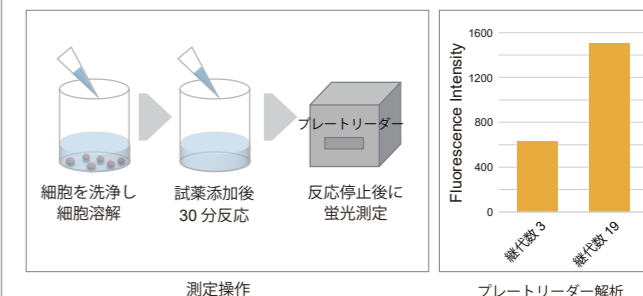 プレートリーダー
細胞を洗浄し
細胞溶解
試薬添加後
30 分反応
反応停止後に
蛍光測定
測定操作
Fluorescence Intensity
1600
1200
800
400
0
継代数 3
継代数 19
プレートリーダー解析